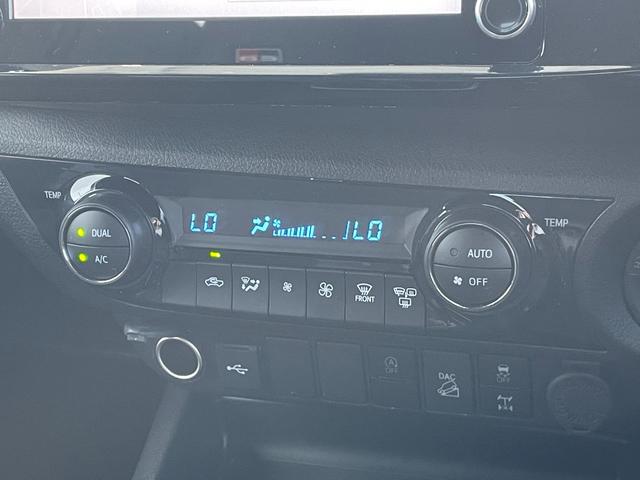 TEMP
LO
LO
TEMP
DUAL
A/C
AUTO
OFF
FRONT
A
OFF
DAC
OFF